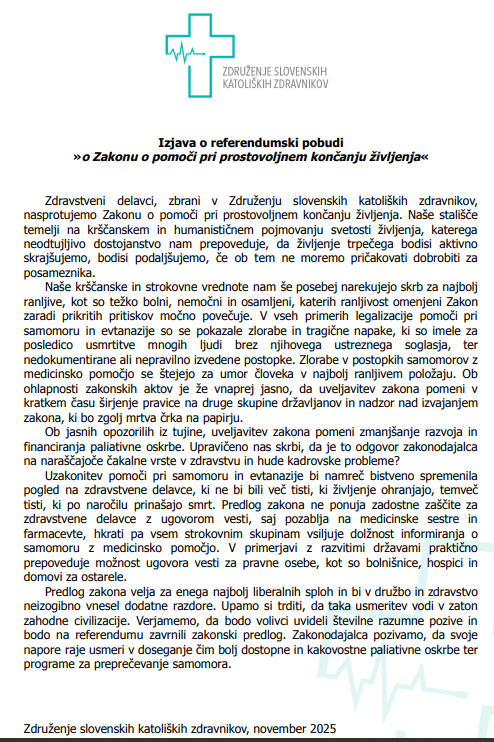 ZDRUŽENJE SLOVENSKIH
KATOLIŠKIH ZDRAVNIKOV
Izjava o referendumski pobudi
»o Zakonu o pomoči pri prostovoljnem končanju življenja«
Zdravstveni delavci, zbrani v Združenju slovenskih katoliških zdravnikov,
nasprotujemo Zakonu o pomoči pri prostovoljnem končanju življenja. Naše stališče
temelji na krščanskem in humanističnem pojmovanju svetosti življenja, katerega
neodtujljivo dostojanstvo nam prepoveduje, da življenje trpečega bodisi aktivno
skrajšujemo, bodisi podaljšujemo, če ob tem ne moremo pričakovati dobrobiti za
posameznika.
Naše krščanske in strokovne vrednote nam še posebej narekujejo skrb za najbolj
ranljive, kot so težko bolni, nemočni in osamljeni, katerih ranljivost omenjeni Zakon
zaradi prikritih pritiskov močno povečuje. V vseh primerih legalizacije pomoči pri
samomoru in evtanazije so se pokazale zlorabe in tragične napake, ki so imele za
posledico usmrtitve mnogih ljudi brez njihovega ustreznega soglasja, ter
nedokumentirane ali nepravilno izvedene postopke. Zlorabe v postopkih samomorov z
medicinsko pomočjo se štejejo za umor človeka v najbolj ranljivem položaju. Ob
ohlapnosti zakonskih aktov je že vnaprej jasno, da uveljavitev zakona pomeni v
kratkem času širjenje pravice na druge skupine državljanov in nadzor nad izvajanjem
zakona, ki bo zgolj mrtva črka na papirju.
Ob jasnih opozorilih iz tujine, uveljavitev zakona pomeni zmanjšanje razvoja in
financiranja paliativne oskrbe. Upravičeno nas skrbi, da je to odgovor zakonodajalca
na naraščajoče čakalne vrste v zdravstvu in hude kadrovske probleme?
Uzakonitev pomoči pri samomoru in evtanazije bi namreč bistveno spremenila
pogled na zdravstvene delavce, ki ne bi bili več tisti, ki življenje ohranjajo, temveč
tisti, ki po naročilu prinašajo smrt. Predlog zakona ne ponuja zadostne zaščite za
zdravstvene delavce z ugovorom vesti, saj pozablja na medicinske sestre in
farmacevte, hkrati pa vsem strokovnim skupinam vsiljuje dolžnost informiranja o
samomoru z medicinsko pomočjo. V primerjavi z razvitimi državami praktično
prepoveduje možnost ugovora vesti za pravne osebe, kot so bolnišnice, hospici in
domovi za ostarele.
Predlog zakona velja za enega najbolj liberalnih sploh in bi v družbo in zdravstvo
neizogibno vnesel dodatne razdore. Upamo si trditi, da taka usmeritev vodi v zaton
zahodne civilizacije. Verjamemo, da bodo volivci uvideli številne razumne pozive in
bodo na referendumu zavrnili zakonski predlog. Zakonodajalca pozivamo, da svoje
napore raje usmeri v doseganje čim bolj dostopne in kakovostne paliativne oskrbe ter
programe za preprečevanje samomora.
Združenje slovenskih katoliških zdravnikov, november 2025